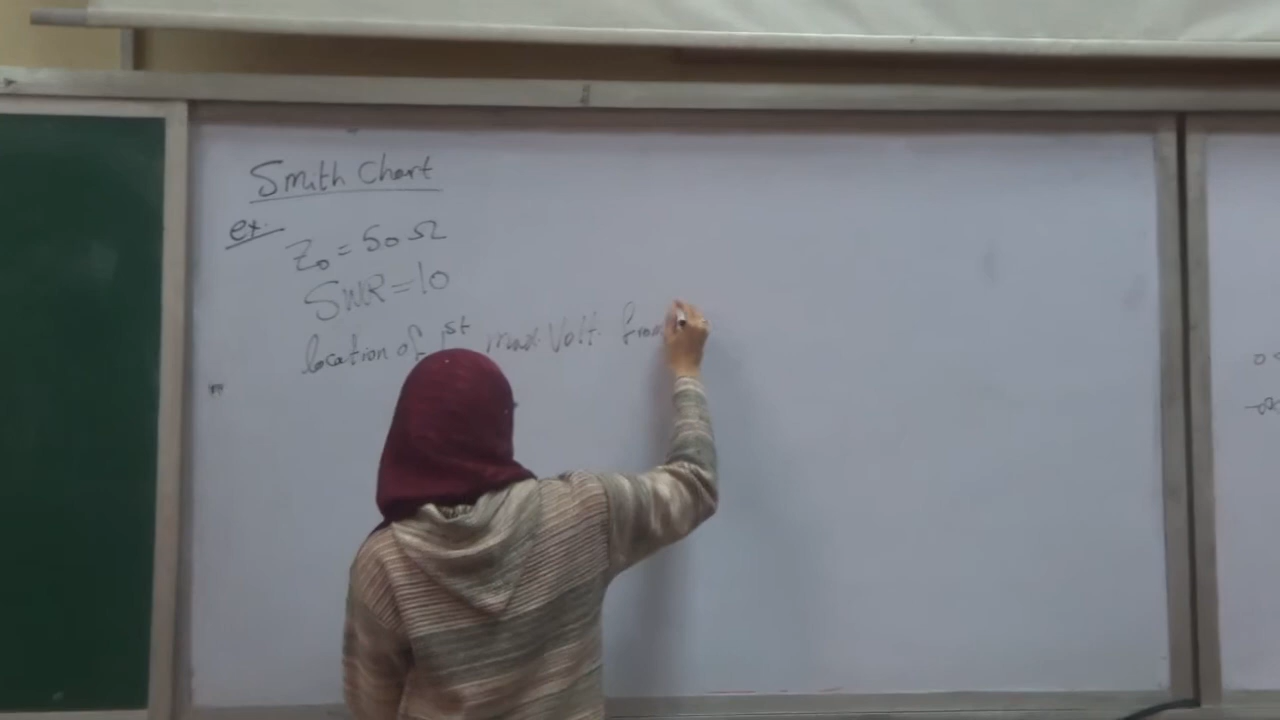 Smith Chart
ex.
Z₀ = 50 Ω
SWR = 10
location of 1st max. Volt. from